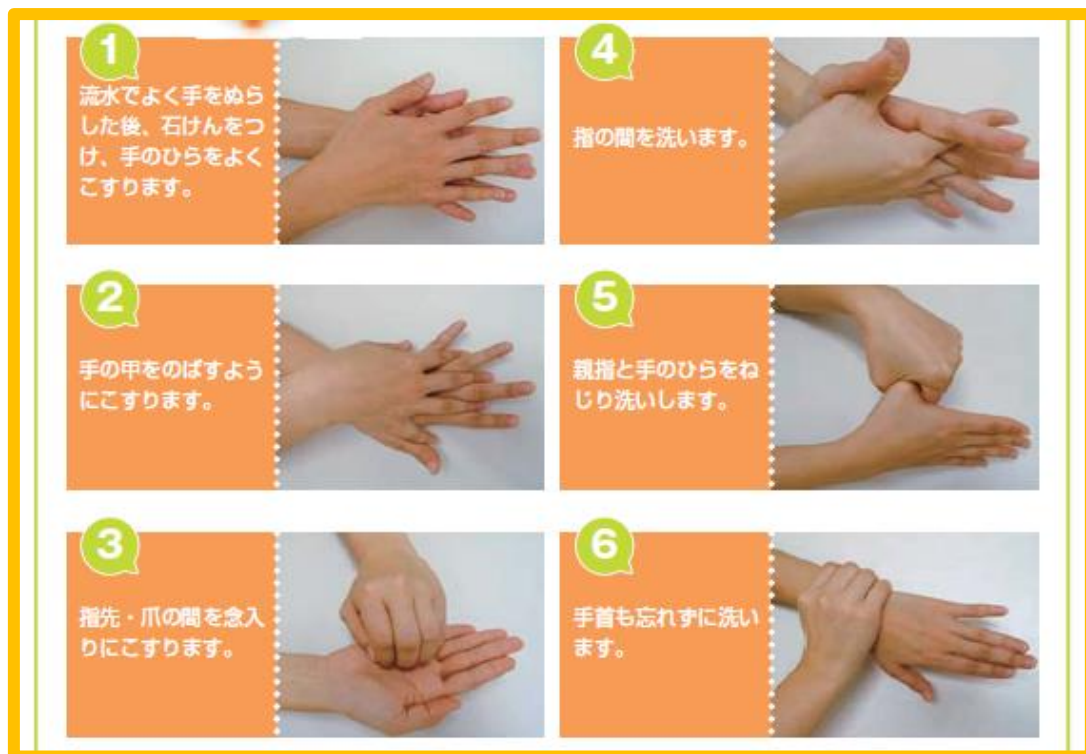 1
流水でよく手をぬら
した後、石けんをつ
け、手のひらをよく
こすります。
2
手の甲をのばすよう
にこすります。
3
指先・爪の間を念入
りにこすります。
4
指の間を洗います。
5
親指と手のひらをね
じり洗いします。
6
手首も忘れずに洗い
ます。